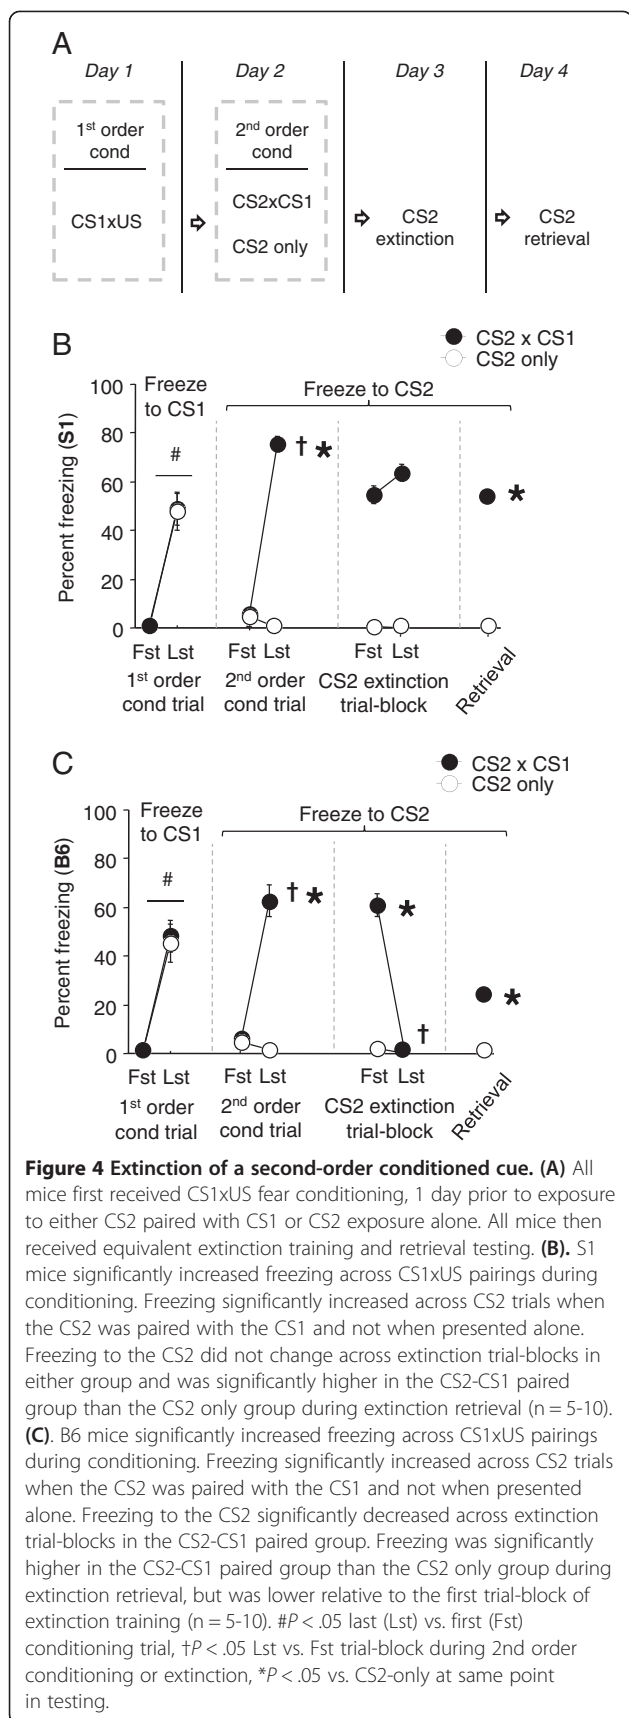 A
Day 1 Day 2 Day 3 Day 4
1st order cond
CS1xUS
2nd order cond
CS2xCS1
CS2 only
CS2 extinction
CS2 retrieval
B
CS2 x CS1
CS2 only
Percent freezing (S1)
100
80
60
40
20
0
Freeze to CS1
Freeze to CS2
#
† *
*
Fst Lst Fst Lst Fst Lst
1st order cond trial
2nd order cond trial
CS2 extinction trial-block
Retrieval
C
CS2 x CS1
CS2 only
Percent freezing (B6)
100
80
60
40
20
0
Freeze to CS1
Freeze to CS2
#
† *
*
†
*
Fst Lst Fst Lst Fst Lst
1st order cond trial
2nd order cond trial
CS2 extinction trial-block
Retrieval
Figure 4 Extinction of a second-order conditioned cue. (A) All
mice first received CS1xUS fear conditioning, 1 day prior to exposure
to either CS2 paired with CS1 or CS2 exposure alone. All mice then
received equivalent extinction training and retrieval testing. (B). S1
mice significantly increased freezing across CS1xUS pairings during
conditioning. Freezing significantly increased across CS2 trials when
the CS2 was paired with the CS1 and not when presented alone.
Freezing to the CS2 did not change across extinction trial-blocks in
either group and was significantly higher in the CS2-CS1 paired
group than the CS2 only group during extinction retrieval (n = 5-10).
(C). B6 mice significantly increased freezing across CS1xUS pairings
during conditioning. Freezing significantly increased across CS2 trials
when the CS2 was paired with the CS1 and not when presented
alone. Freezing to the CS2 significantly decreased across extinction
trial-blocks in the CS2-CS1 paired group. Freezing was significantly
higher in the CS2-CS1 paired group than the CS2 only group during
extinction retrieval, but was lower relative to the first trial-block of
extinction training (n = 5-10). #P < .05 last (Lst) vs. first (Fst)
conditioning trial, †P < .05 Lst vs. Fst trial-block during 2nd order
conditioning or extinction, *P < .05 vs. CS2-only at same point
in testing.